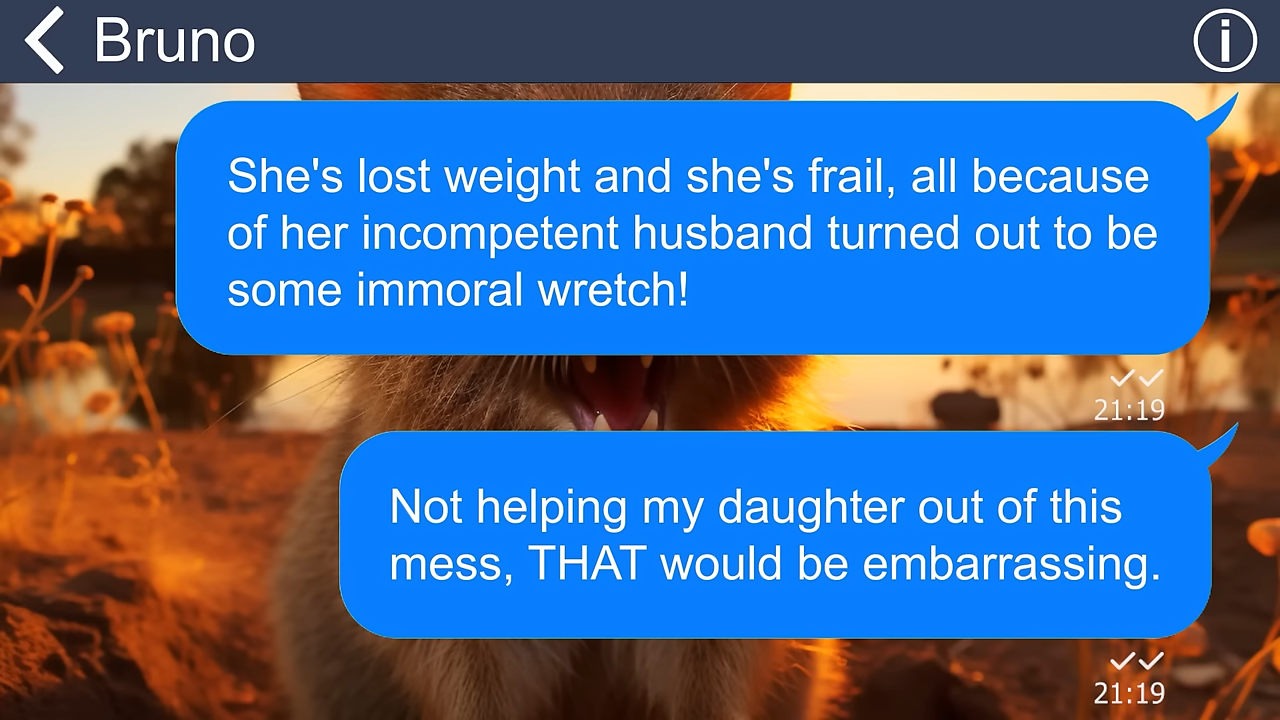 Bruno
She's lost weight and she's frail, all because
of her incompetent husband turned out to be
some immoral wretch!
21:19
Not helping my daughter out of this
mess, THAT would be embarrassing.
21:19